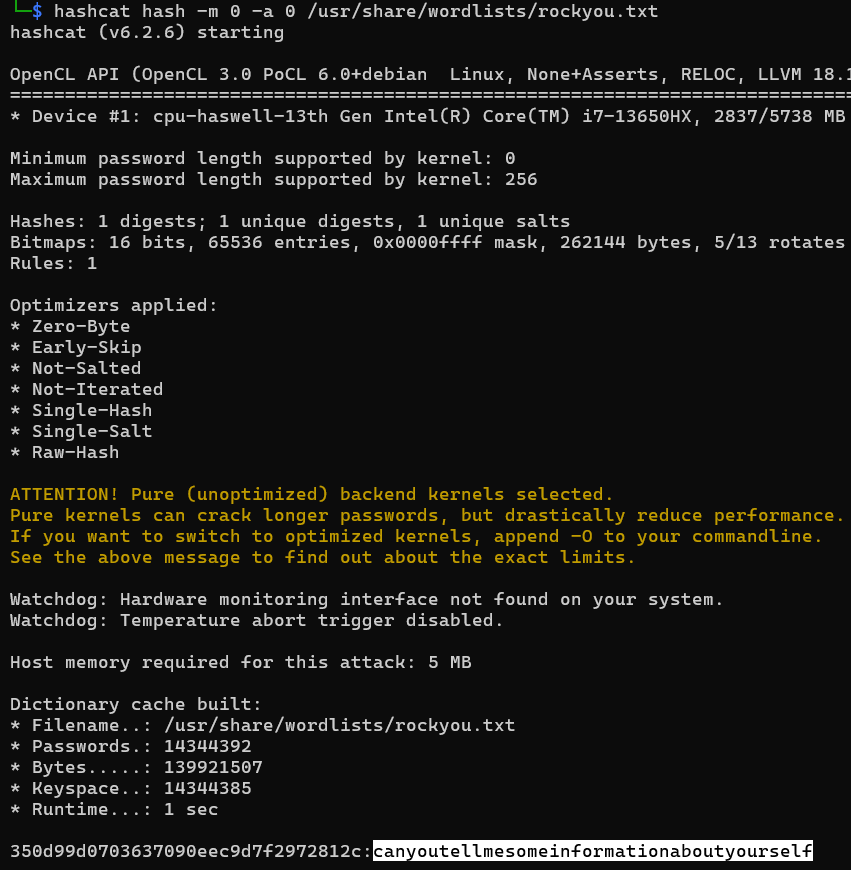 └─$ hashcat hash -m 0 -a 0 /usr/share/wordlists/rockyou.txt
hashcat (v6.2.6) starting
OpenCL API (OpenCL 3.0 PoCL 6.0+debian  Linux, None+Asserts, RELOC, LLVM 18.1
================================================================================
* Device #1: cpu-haswell-13th Gen Intel(R) Core(TM) i7-13650HX, 2837/5738 MB
Minimum password length supported by kernel: 0
Maximum password length supported by kernel: 256
Hashes: 1 digests; 1 unique digests, 1 unique salts
Bitmaps: 16 bits, 65536 entries, 0x0000ffff mask, 262144 bytes, 5/13 rotates
Rules: 1
Optimizers applied:
* Zero-Byte
* Early-Skip
* Not-Salted
* Not-Iterated
* Single-Hash
* Single-Salt
* Raw-Hash
ATTENTION! Pure (unoptimized) backend kernels selected.
Pure kernels can crack longer passwords, but drastically reduce performance.
If you want to switch to optimized kernels, append -O to your commandline.
See the above message to find out about the exact limits.
Watchdog: Hardware monitoring interface not found on your system.
Watchdog: Temperature abort trigger disabled.
Host memory required for this attack: 5 MB
Dictionary cache built:
* Filename..: /usr/share/wordlists/rockyou.txt
* Passwords.: 14344392
* Bytes.....: 139921507
* Keyspace..: 14344385
* Runtime...: 1 sec
350d99d0703637090eec9d7f2972812c:canyoutellmesomeinformationaboutyourself